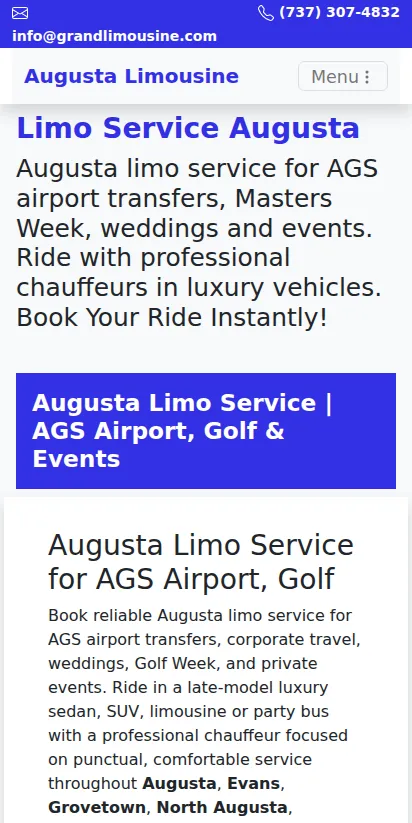 (737) 307-4832
info@grandlimousine.com
Augusta Limousine
Menu
Limo Service Augusta
Augusta limo service for AGS
airport transfers, Masters
Week, weddings and events.
Ride with professional
chauffeurs in luxury vehicles.
Book Your Ride Instantly!
Augusta Limo Service |
AGS Airport, Golf &
Events
Augusta Limo Service
for AGS Airport, Golf
Book reliable Augusta limo service for
AGS airport transfers, corporate travel,
weddings, Golf Week, and private
events. Ride in a late-model luxury
sedan, SUV, limousine or party bus
with a professional chauffeur focused
on punctual, comfortable service
throughout Augusta, Evans,
Grovetown, North Augusta,